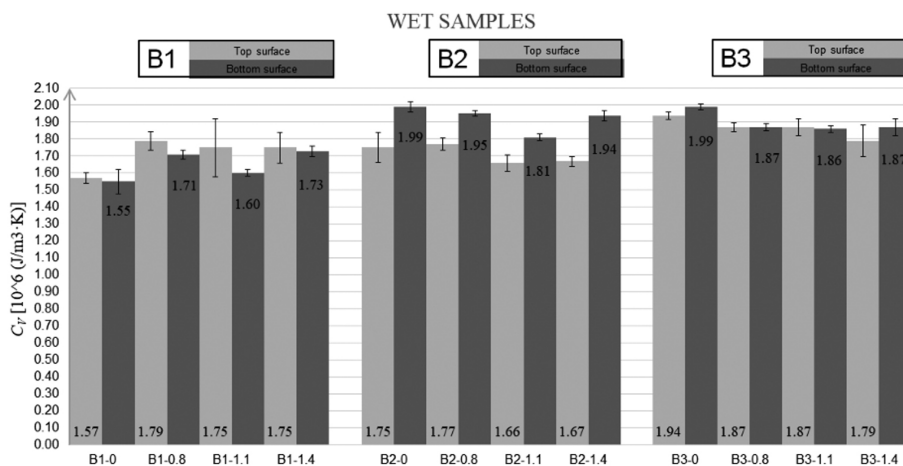 WET SAMPLES
B1 Top surface
Bottom surface
B2 Top surface
Bottom surface
B3 Top surface
Bottom surface
C_V [10^6 (J/m3·K)]
2.10
2.00
1.90
1.80
1.70
1.60
1.50
1.40
1.30
1.20
1.10
1.00
0.90
0.80
0.70
0.60
0.50
0.40
0.30
0.20
0.10
0.00
1.55 1.71 1.60 1.73 1.99 1.95 1.81 1.94 1.99 1.87 1.86 1.87
1.57 1.79 1.75 1.75 1.75 1.77 1.66 1.67 1.94 1.87 1.87 1.79
B1-0 B1-0.8 B1-1.1 B1-1.4 B2-0 B2-0.8 B2-1.1 B2-1.4 B3-0 B3-0.8 B3-1.1 B3-1.4